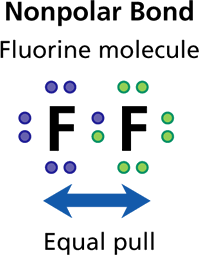 Nonpolar Bond
Fluorine molecule
F F
Equal pull